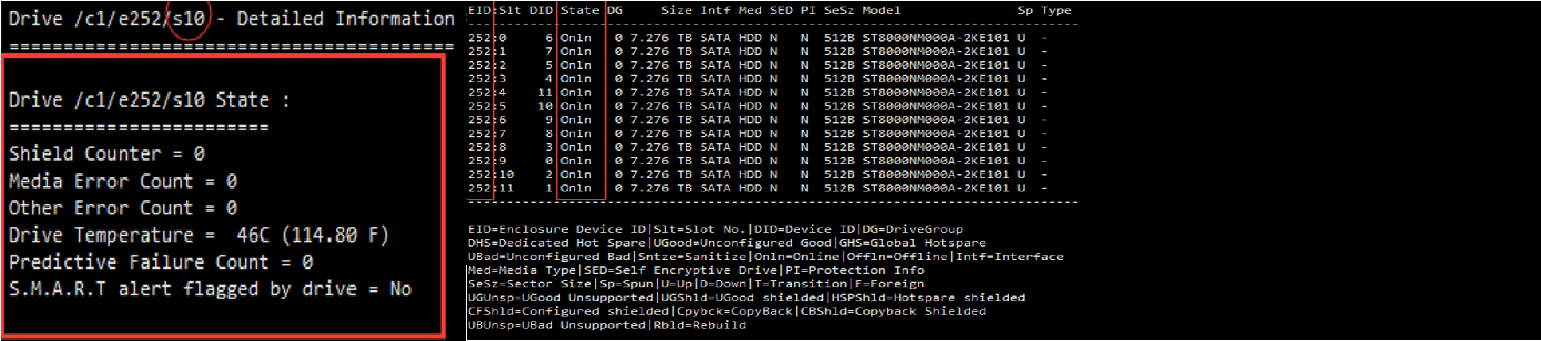 Drive /c1/e252/s10 - Detailed Information
=========================================
Drive /c1/e252/s10 State :
========================
Shield Counter = 0
Media Error Count = 0
Other Error Count = 0
Drive Temperature =  46C (114.80 F)
Predictive Failure Count = 0
S.M.A.R.T alert flagged by drive = No
EID:Slt DID State DG     Size Intf Med SED PI SeSz Model               Sp Type
-------------------------------------------------------------------------------
252:0     6 Onln   0 7.276 TB SATA HDD N   N  512B ST8000NM000A-2KE101 U  -
252:1     7 Onln   0 7.276 TB SATA HDD N   N  512B ST8000NM000A-2KE101 U  -
252:2     5 Onln   0 7.276 TB SATA HDD N   N  512B ST8000NM000A-2KE101 U  -
252:3     4 Onln   0 7.276 TB SATA HDD N   N  512B ST8000NM000A-2KE101 U  -
252:4    11 Onln   0 7.276 TB SATA HDD N   N  512B ST8000NM000A-2KE101 U  -
252:5    10 Onln   0 7.276 TB SATA HDD N   N  512B ST8000NM000A-2KE101 U  -
252:6     9 Onln   0 7.276 TB SATA HDD N   N  512B ST8000NM000A-2KE101 U  -
252:7     8 Onln   0 7.276 TB SATA HDD N   N  512B ST8000NM000A-2KE101 U  -
252:8     3 Onln   0 7.276 TB SATA HDD N   N  512B ST8000NM000A-2KE101 U  -
252:9     0 Onln   0 7.276 TB SATA HDD N   N  512B ST8000NM000A-2KE101 U  -
252:10    2 Onln   0 7.276 TB SATA HDD N   N  512B ST8000NM000A-2KE101 U  -
252:11    1 Onln   0 7.276 TB SATA HDD N   N  512B ST8000NM000A-2KE101 U  -
-------------------------------------------------------------------------------
EID=Enclosure Device ID|Slt=Slot No.|DID=Device ID|DG=DriveGroup
DHS=Dedicated Hot Spare|UGood=Unconfigured Good|GHS=Global Hotspare
UBad=Unconfigured Bad|Sntze=Sanitize|Onln=Online|Offln=Offline|Intf=Interface
Med=Media Type|SED=Self Encryptive Drive|PI=Protection Info
SeSz=Sector Size|Sp=Spun|U=Up|D=Down|T=Transition|F=Foreign
UGUnsp=UGood Unsupported|UGShld=UGood shielded|HSPShld=Hotspare shielded
CFShld=Configured shielded|Cpybck=CopyBack|CBShld=Copyback Shielded
UBUnsp=UBad Unsupported|Rbld=Rebuild